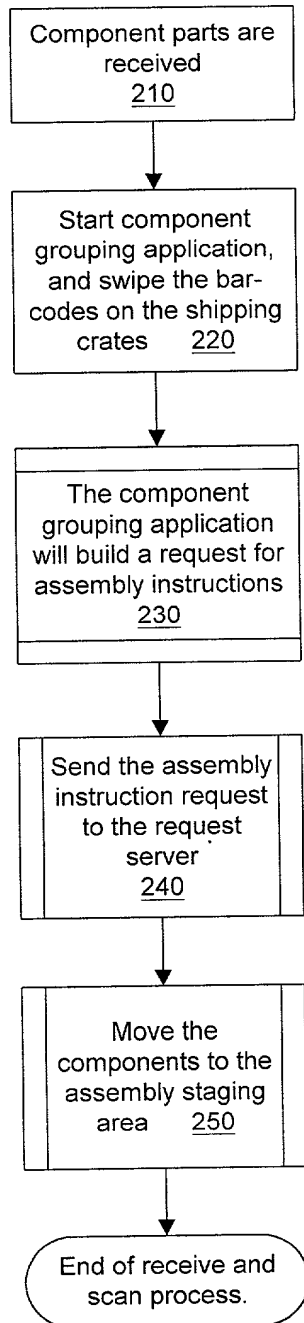 Component parts are
received
210
Start component
grouping application,
and swipe the bar-
codes on the shipping
crates 220
The component
grouping application
will build a request for
assembly instructions
230
Send the assembly
instruction request
to the request
server
240
Move the
components to the
assembly staging
area 250
End of receive and
scan process.